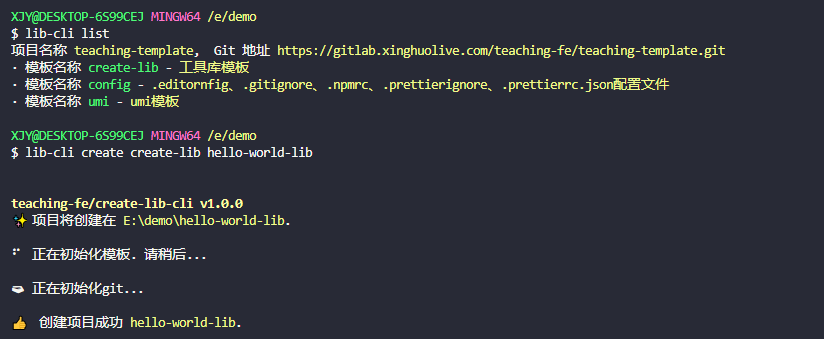 XJY@DESKTOP-6S99CEJ MINGW64 /e/demo
$ lib-cli list
项目名称 teaching-template, Git 地址 https://gitlab.xinghuolive.com/teaching-fe/teaching-template.git
· 模板名称 create-lib - 工具库模板
· 模板名称 config - .editornfig、.gitignore、.npmrc、.prettierignore、.prettierrc.json配置文件
· 模板名称 umi - umi模板
XJY@DESKTOP-6S99CEJ MINGW64 /e/demo
$ lib-cli create create-lib hello-world-lib
teaching-fe/create-lib-cli v1.0.0
✨ 项目将创建在 E:\demo\hello-world-lib.
⠋ 正在初始化模板. 请稍后...
正在初始化git...
👍 创建项目成功 hello-world-lib.